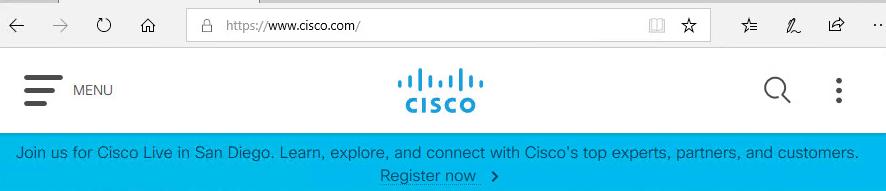 https://www.cisco.com/
MENU
CISCO
Join us for Cisco Live in San Diego. Learn, explore, and connect with Cisco's top experts, partners, and customers.
Register now